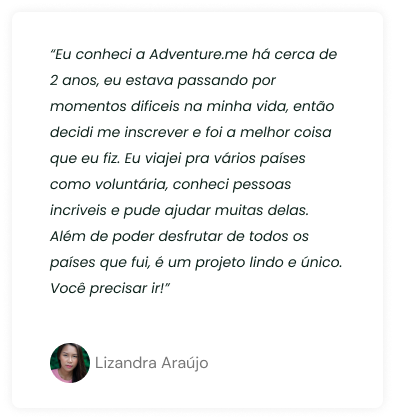 “Eu conheci a Adventure.me há cerca de
2 anos, eu estava passando por
momentos dificeis na minha vida, então
decidi me inscrever e foi a melhor coisa
que eu fiz. Eu viajei pra vários países
como voluntária, conheci pessoas
incriveis e pude ajudar muitas delas.
Além de poder desfrutar de todos os
países que fui, é um projeto lindo e único.
Você precisar ir!”
Lizandra Araújo